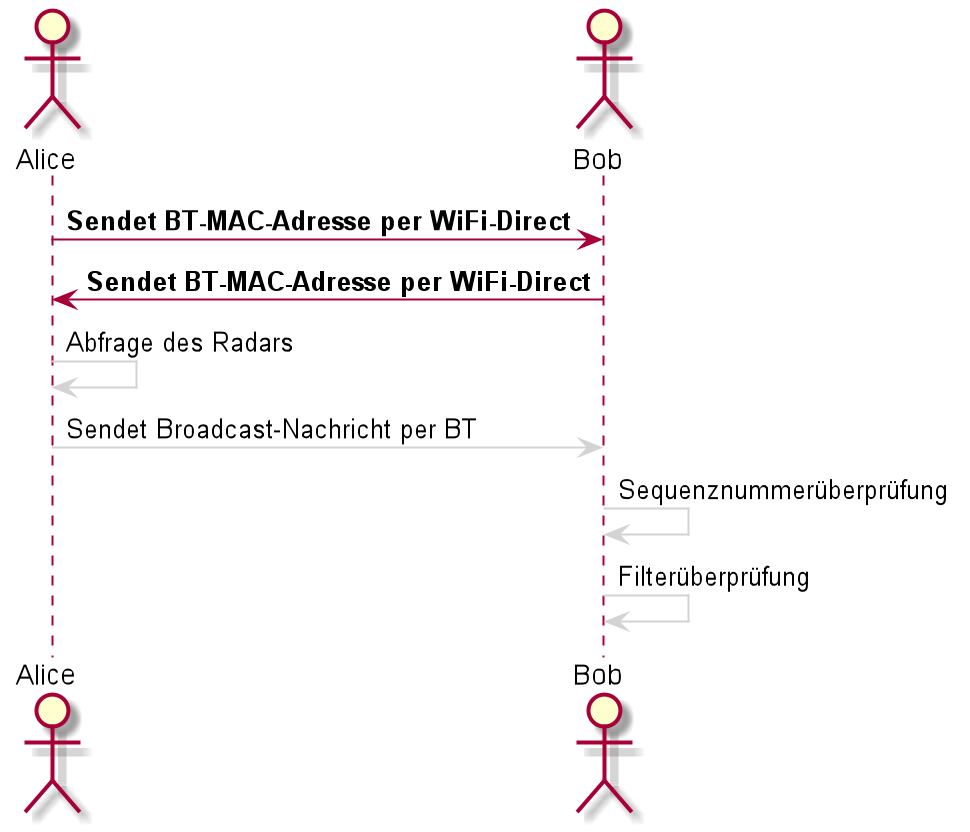 Alice Bob
Sendet BT-MAC-Adresse per WiFi-Direct
Sendet BT-MAC-Adresse per WiFi-Direct
Abfrage des Radars
Sendet Broadcast-Nachricht per BT
Sequenznummerüberprüfung
Filterüberprüfung
Alice Bob